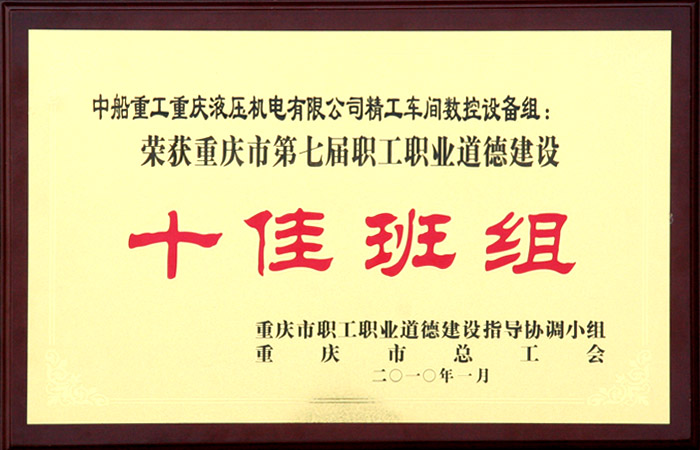 中船重工重庆液压机电有限公司精工车间数控设备组：
荣获重庆市第七届职工职业道德建设
十佳班组
重庆市职工职业道德建设指导协调小组
重庆市总工会
二〇一〇年一月